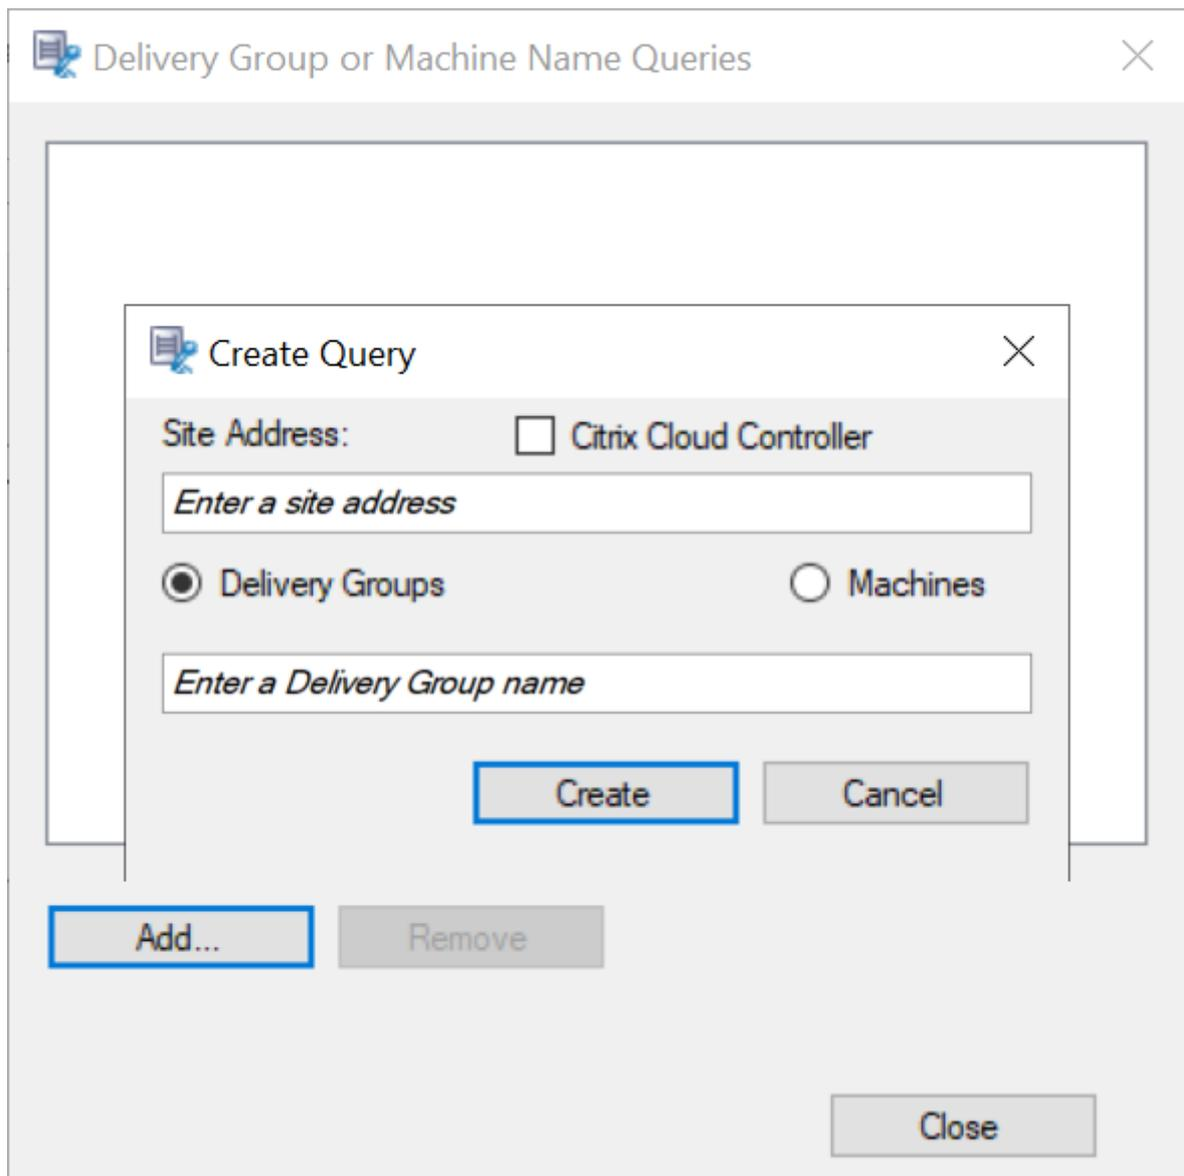 Delivery Group or Machine Name Queries
Create Query
Site Address: Citrix Cloud Controller
Enter a site address
Delivery Groups Machines
Enter a Delivery Group name
Create Cancel
Add... Remove
Close